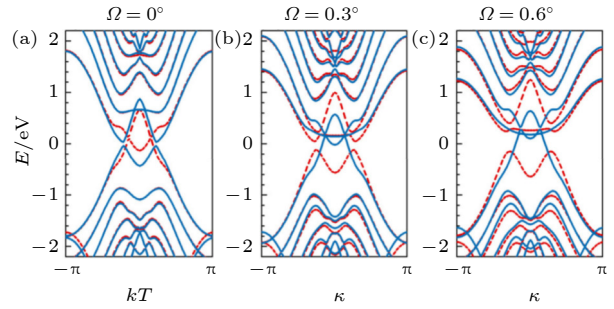 Ω = 0° Ω = 0.3° Ω = 0.6°
(a) (b) (c)
2 2 2
1 1 1
0 0 0
−1 −1 −1
−2 −2 −2
E/eV
−π π −π π −π π
kT κ κ